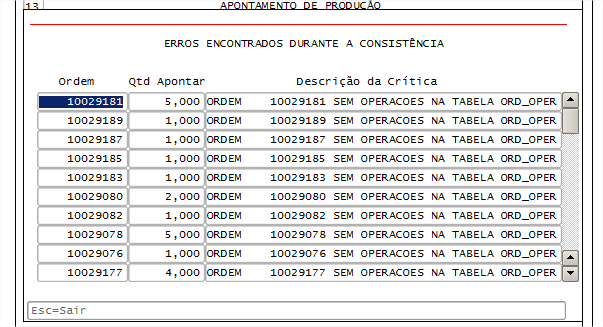 13 APONTAMENTO DE PRODUÇÃO
ERROS ENCONTRADOS DURANTE A CONSISTÊNCIA
Ordem Qtd Apontar Descrição da Crítica
10029181 5,000 ORDEM 10029181 SEM OPERACOES NA TABELA ORD_OPER
10029189 1,000 ORDEM 10029189 SEM OPERACOES NA TABELA ORD_OPER
10029187 1,000 ORDEM 10029187 SEM OPERACOES NA TABELA ORD_OPER
10029185 1,000 ORDEM 10029185 SEM OPERACOES NA TABELA ORD_OPER
10029183 1,000 ORDEM 10029183 SEM OPERACOES NA TABELA ORD_OPER
10029080 2,000 ORDEM 10029080 SEM OPERACOES NA TABELA ORD_OPER
10029082 1,000 ORDEM 10029082 SEM OPERACOES NA TABELA ORD_OPER
10029078 5,000 ORDEM 10029078 SEM OPERACOES NA TABELA ORD_OPER
10029076 1,000 ORDEM 10029076 SEM OPERACOES NA TABELA ORD_OPER
10029177 4,000 ORDEM 10029177 SEM OPERACOES NA TABELA ORD_OPER
Esc=Sair